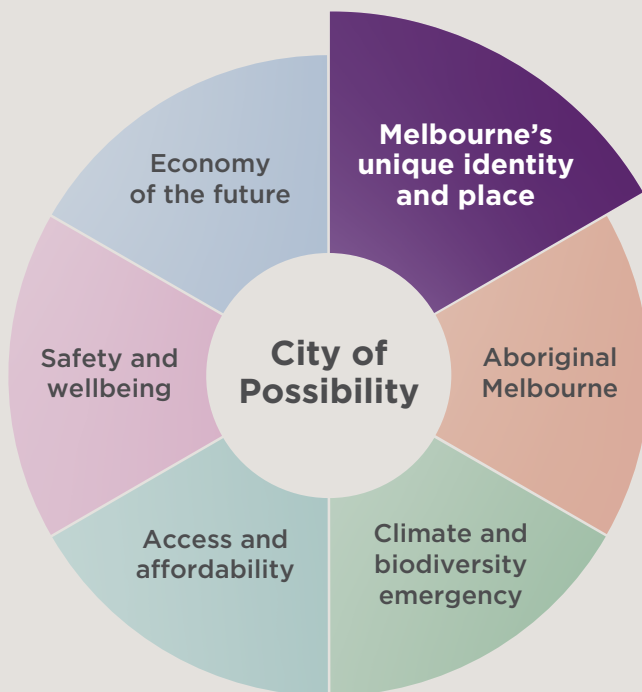 Melbourne's
unique identity
and place
Aboriginal
Melbourne
Climate and
biodiversity
emergency
Access and
affordability
Safety and
wellbeing
Economy
of the future
City of
Possibility